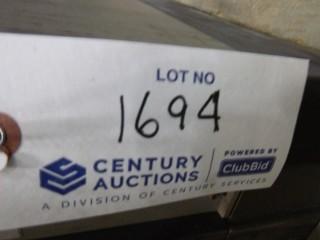 LOT NO
1694
CENTURY AUCTIONS
POWERED BY
ClubBid
A DIVISION OF CENTURY SERVICES